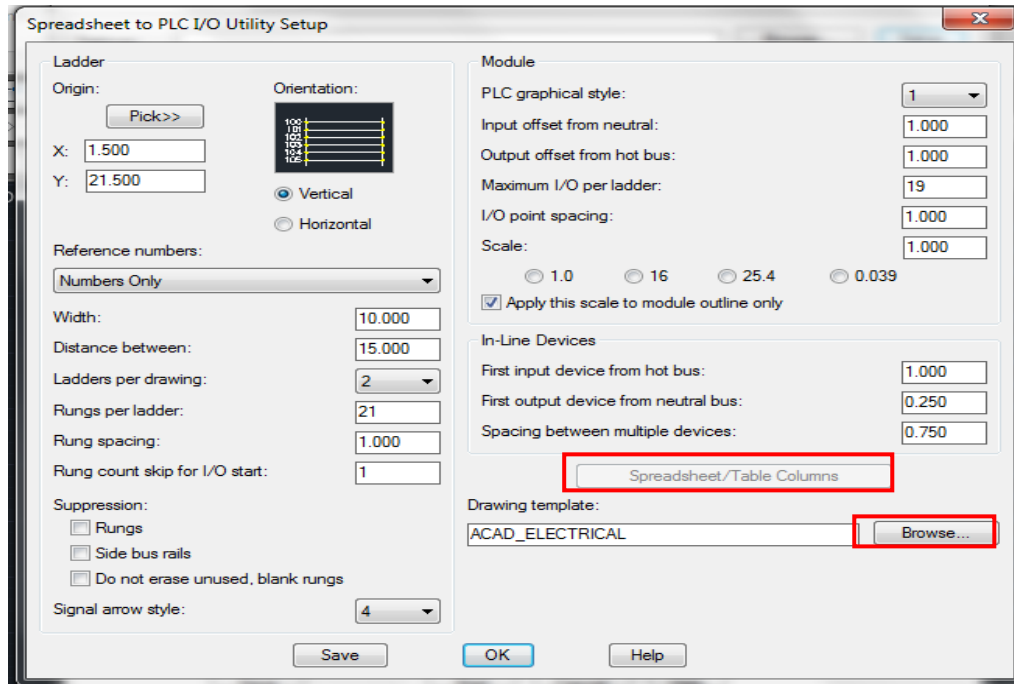 Spreadsheet to PLC I/O Utility Setup
Ladder
Origin:
Pick>>
X: 1.500
Y: 21.500
Orientation:
100
101
102
103
104
105
Vertical
Horizontal
Reference numbers:
Numbers Only
Width: 10.000
Distance between: 15.000
Ladders per drawing: 2
Rungs per ladder: 21
Rung spacing: 1.000
Rung count skip for I/O start: 1
Suppression:
Rungs
Side bus rails
Do not erase unused, blank rungs
Signal arrow style: 4
Module
PLC graphical style: 1
Input offset from neutral: 1.000
Output offset from hot bus: 1.000
Maximum I/O per ladder: 19
I/O point spacing: 1.000
Scale: 1.000
1.0 16 25.4 0.039
Apply this scale to module outline only
In-Line Devices
First input device from hot bus: 1.000
First output device from neutral bus: 0.250
Spacing between multiple devices: 0.750
Spreadsheet/Table Columns
Drawing template:
ACAD_ELECTRICAL Browse...
Save OK Help